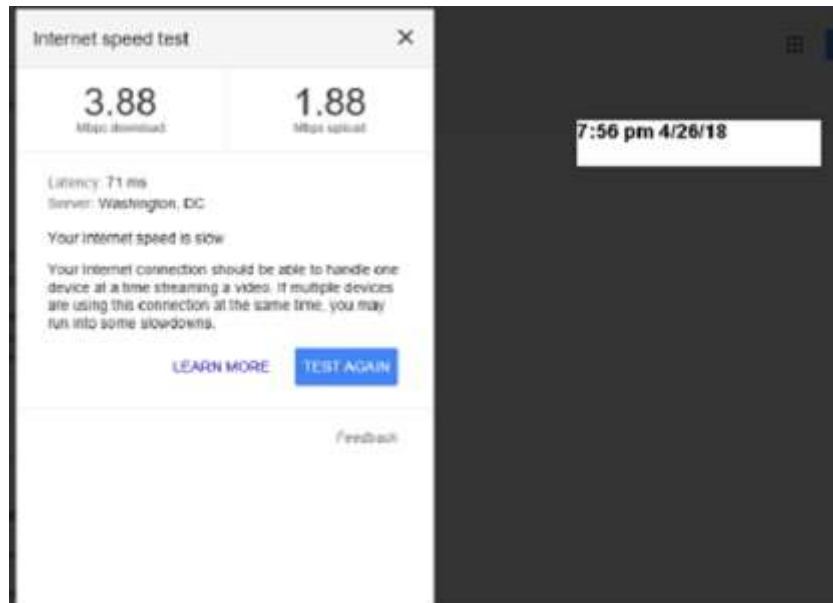 Internet speed test
3.88
Mbps download
1.88
Mbps upload
7:56 pm 4/26/18
Latency: 71 ms
Server: Washington, DC
Your Internet speed is slow
Your Internet connection should be able to handle one
device at a time streaming a video. If multiple devices
are using this connection at the same time, you may
run into some slowdowns.
LEARN MORE
TEST AGAIN
Feedback